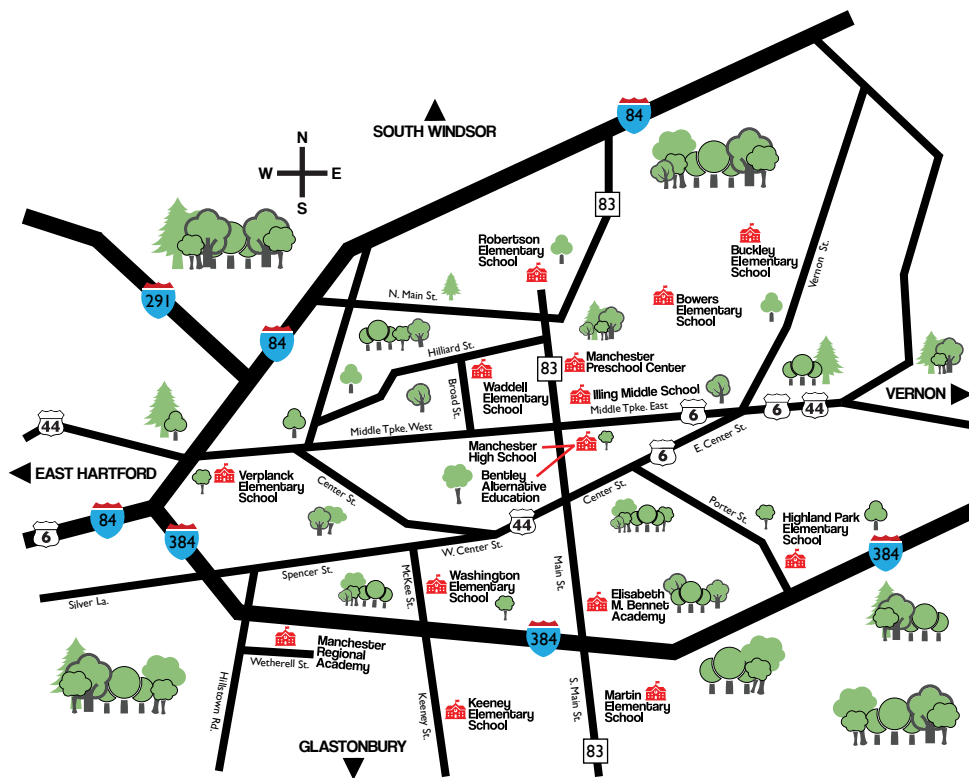 84
SOUTH WINDSOR
N
W E
S
83
Robertson
Elementary
School
Buckley
Elementary
School
Vernon St.
291
N. Main St.
Bowers
Elementary
School
84
Hilliard St.
83
Manchester
Preschool Center
Waddell
Elementary
School
Broad St.
Illing Middle School
Middle Tpke. East
6
6
44
VERNON
44
Middle Tpke. West
Manchester
High School
E. Center St.
6
EAST HARTFORD
Verplanck
Elementary
School
Bentley
Alternative
Education
Center St.
Center St.
Porter St.
44
6
84
384
Highland Park
Elementary
School
384
W. Center St.
Spencer St.
Silver La.
McKee St.
Washington
Elementary
School
Main St.
Elisabeth
M. Bennet
Academy
384
Manchester
Regional
Academy
Wetherell St.
Hillstown Rd.
Keeney St.
Keeney
Elementary
School
S. Main St.
Martin
Elementary
School
GLASTONBURY
83